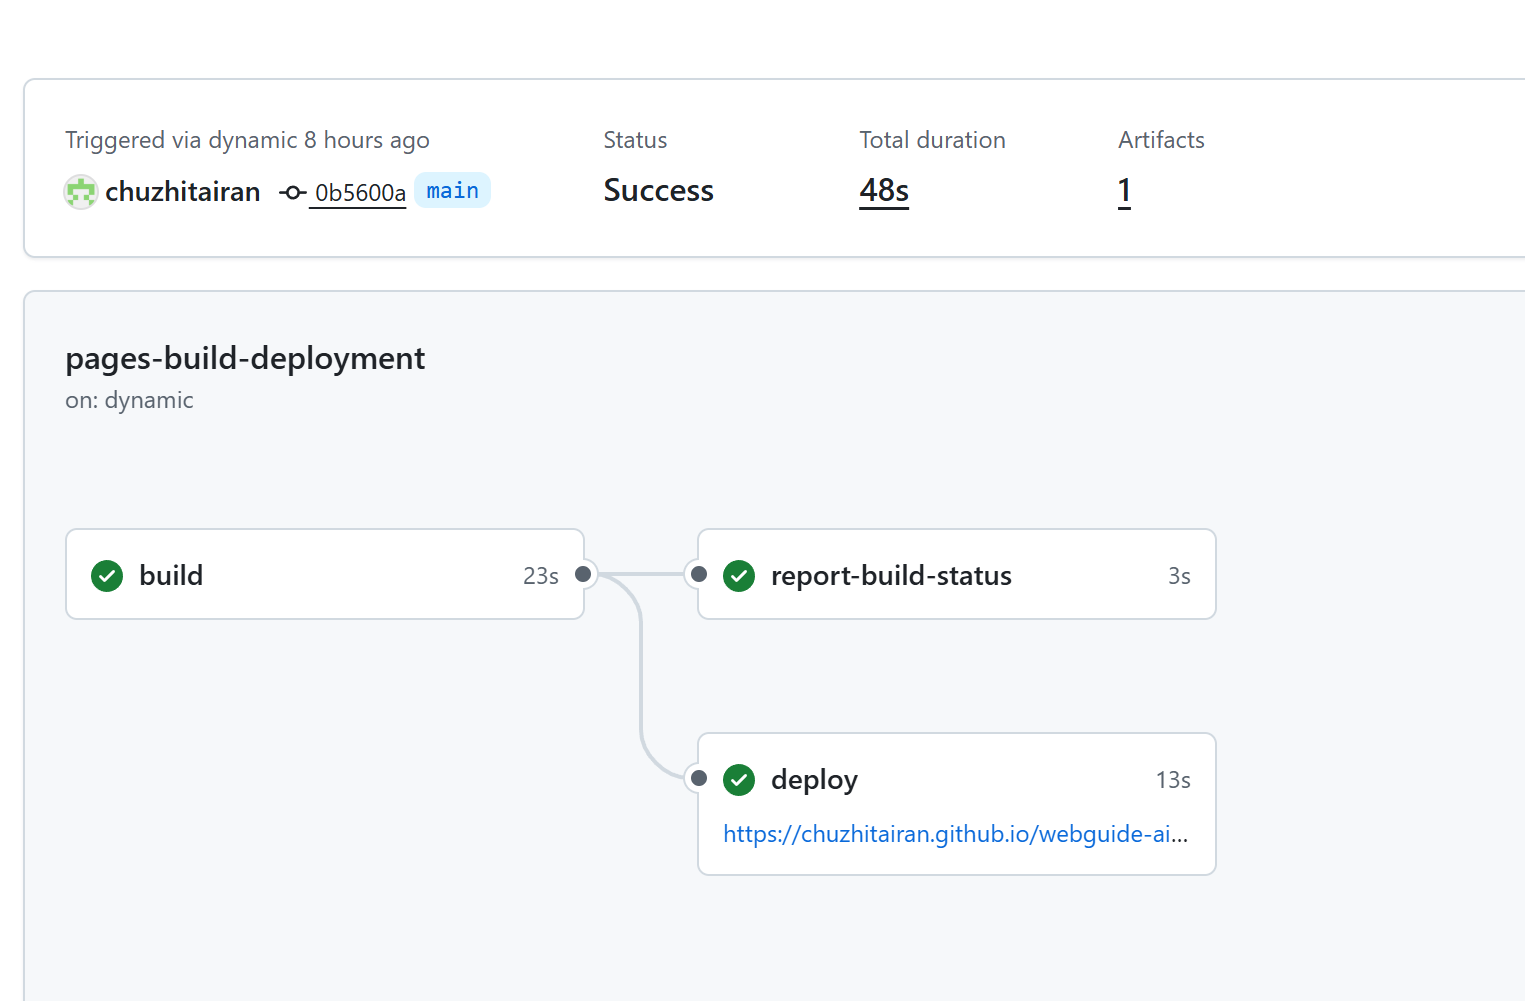 Triggered via dynamic 8 hours ago
chuzhitairan 0b5600a main
Status
Success
Total duration
48s
Artifacts
1
pages-build-deployment
on: dynamic
build 23s
report-build-status 3s
deploy 13s
https://chuzhitairan.github.io/webguide-ai...